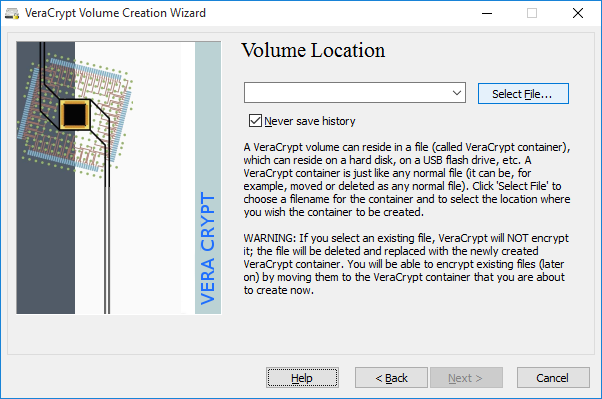 VeraCrypt Volume Creation Wizard
Volume Location
Select File...
Never save history
A VeraCrypt volume can reside in a file (called VeraCrypt container),
which can reside on a hard disk, on a USB flash drive, etc. A
VeraCrypt container is just like any normal file (it can be, for
example, moved or deleted as any normal file). Click 'Select File' to
choose a filename for the container and to select the location where
you wish the container to be created.
WARNING: If you select an existing file, VeraCrypt will NOT encrypt
it; the file will be deleted and replaced with the newly created
VeraCrypt container. You will be able to encrypt existing files (later
on) by moving them to the VeraCrypt container that you are about
to create now.
VERA CRYPT
Help
< Back
Next >
Cancel